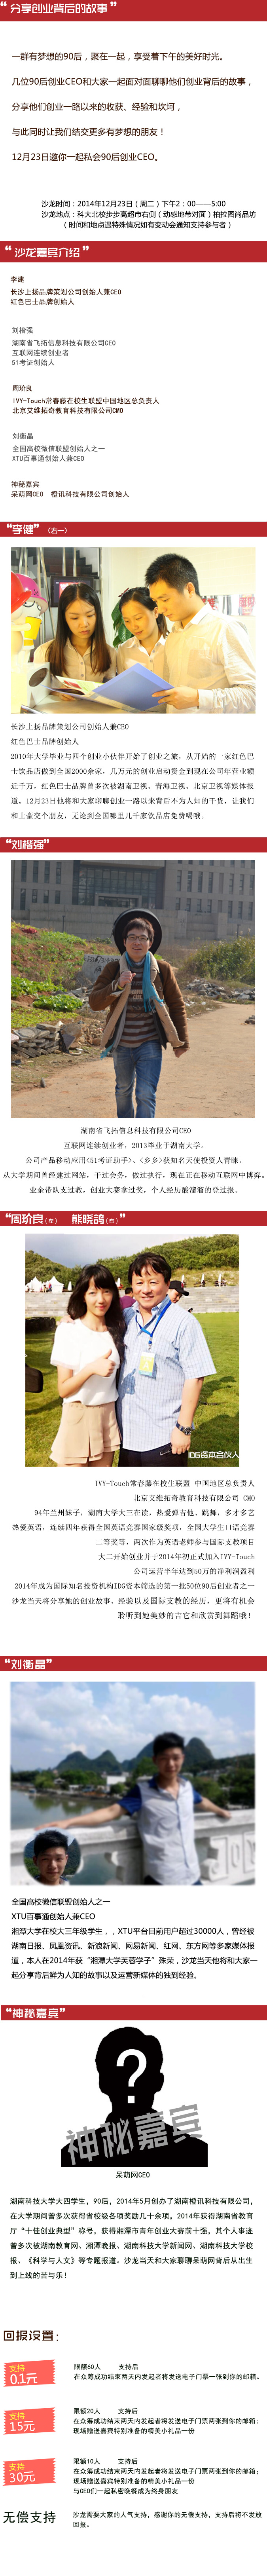 “ 分享创业背后的故事 ”
一群有梦想的90后，聚在一起，享受着下午的美好时光。
几位90后创业CEO和大家一起面对面聊聊他们创业背后的故事，
分享他们创业一路以来的收获、经验和坎坷，
与此同时让我们结交更多有梦想的朋友！
12月23日邀你一起私会90后创业CEO。
沙龙时间：2014年12月23日（周二）下午2：00——5:00
沙龙地点：科大北校步步高超市右侧（动感地带对面）柏拉图尚品坊
（ 时间和地点遇特殊情况如有变动会通知支持参与者 ）
“ 沙龙嘉宾介绍 ”
李建
长沙上扬品牌策划公司创始人兼CEO
红色巴士品牌创始人
刘楈强
湖南省飞拓信息科技有限公司CEO
互联网连续创业者
51考证创始人
周玠良
IVY-Touch常春藤在校生联盟中国地区总负责人
北京艾维拓奇教育科技有限公司CMO
刘衡晶
全国高校微信联盟创始人之一
XTU百事通创始人兼CEO
神秘嘉宾
呆萌网CEO 橙讯科技有限公司创始人
“李健”（右一）
长沙上扬品牌策划公司创始人兼CEO
红色巴士品牌创始人
2010年大学毕业与四个创业小伙伴开始了创业之旅，从开始的一家红色巴
士饮品店做到全国2000余家，几万元的创业启动资金到现在公司年营业额
近千万，红色巴士品牌曾多次被湖南卫视、青海卫视、北京卫视等媒体报
道，12月23日他将和大家聊聊创业一路以来背后不为人知的干货，让我们
和土豪交个朋友，无论到全国哪里几千家饮品店免费喝哦。
“刘楈强”
湖南省飞拓信息科技有限公司CEO
互联网连续创业者，2013毕业于湖南大学。
公司产品移动应用<51考证助手>、<乡乡>获知名天使投资人青睐。
从大学期间曾经建过网站，干过会务，做过执行，现在正在移动互联网中博弈。
业余带队支过教，创业大赛拿过奖，个人经历酸溜溜的登过报。
“周玠良（左） 熊晓鸽（右）”
IDG资本合伙人
IVY-Touch常春藤在校生联盟 中国地区总负责人
北京艾维拓奇教育科技有限公司 CMO
94年兰州妹子，湖南大学大三在读，热爱弹吉他、跳舞，多才多艺
热爱英语，连续四年获得全国英语竞赛国家级奖项，全国大学生口语竞赛
二等奖等，两次作为英语老师参与国际支教项目
大二开始创业并于2014年初正式加入IVY-Touch
公司运营半年达到50万的净利润盈利
2014年成为国际知名投资机构IDG资本筛选的第一批50位90后创业者之一
沙龙当天将分享她的创业故事、经验以及国际支教的经历，更将有机会
聆听到她美妙的吉它和欣赏到舞蹈哦！
“刘衡晶”
全国高校微信联盟创始人之一
XTU百事通创始人兼CEO
湘潭大学在校大三年级学生，，XTU平台目前用户超过30000人，曾经被
湖南日报、凤凰资讯、新浪新闻、网易新闻、红网、东方网等多家媒体报
道，本人在2014年获“湘潭大学芙蓉学子”殊荣，沙龙当天他将和大家一
起分享背后鲜为人知的故事以及运营新媒体的独到经验。
“神秘嘉宾”
?
神秘嘉宾
呆萌网CEO
湖南科技大学大四学生，90后，2014年5月创办了湖南橙讯科技有限公司，
在大学期间曾多次获得省校级各项奖励几十余项，2014年获得湖南省教育
厅“十佳创业典型”称号，获得湘潭市青年创业大赛前十强，其个人事迹
曾多次被湖南教育网、湘潭晚报、湖南科技大学新闻网、湖南科技大学校
报、《科学与人文》等专题报道。沙龙当天和大家聊聊呆萌网背后从出生
到上线的苦与乐！
回报设置：
支持
0.1元
限额60人 支持后
在众筹成功结束两天内发起者将发送电子门票一张到你的邮箱。
支持
15元
限额20人 支持后
在众筹成功结束两天内发起者将发送电子门票两张到你的邮箱；
现场赠送嘉宾特别准备的精美小礼品一份
支持
30元
限额10人 支持后
在众筹成功结束两天内发起者将发送电子门票两张到你的邮箱；
现场赠送嘉宾特别准备的精美小礼品一份
与CEO们一起私密晚餐成为终身朋友
无偿支持
沙龙需要大家的人气支持，感谢你的无偿支持，支持后将不发放
回报。